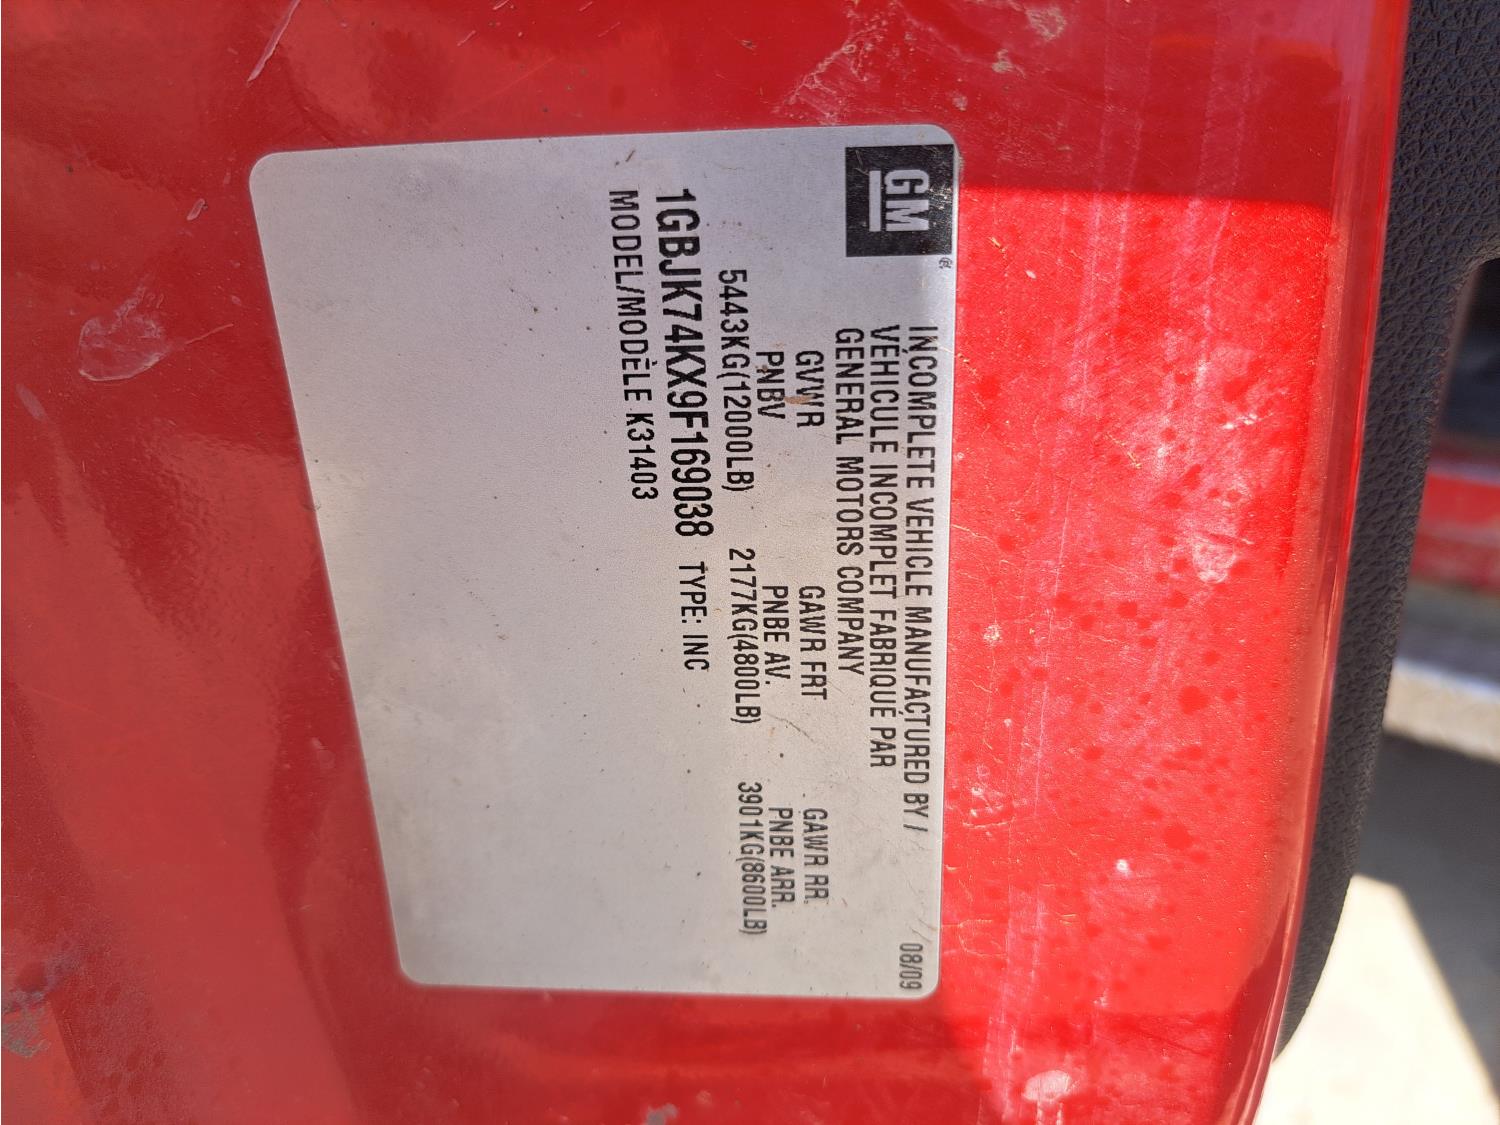 GM®
INCOMPLETE VEHICLE MANUFACTURED BY / 08/09
VÉHICULE INCOMPLET FABRIQUÉ PAR
GENERAL MOTORS COMPANY
GVWR GAWR FRT GAWR RR
PNBV PNBE AV. PNBE ARR.
5443KG(12000LB) 2177KG(4800LB) 3901KG(8600LB)
1GBJK74KX9F169038 TYPE: INC
MODEL/MODÈLE K31403